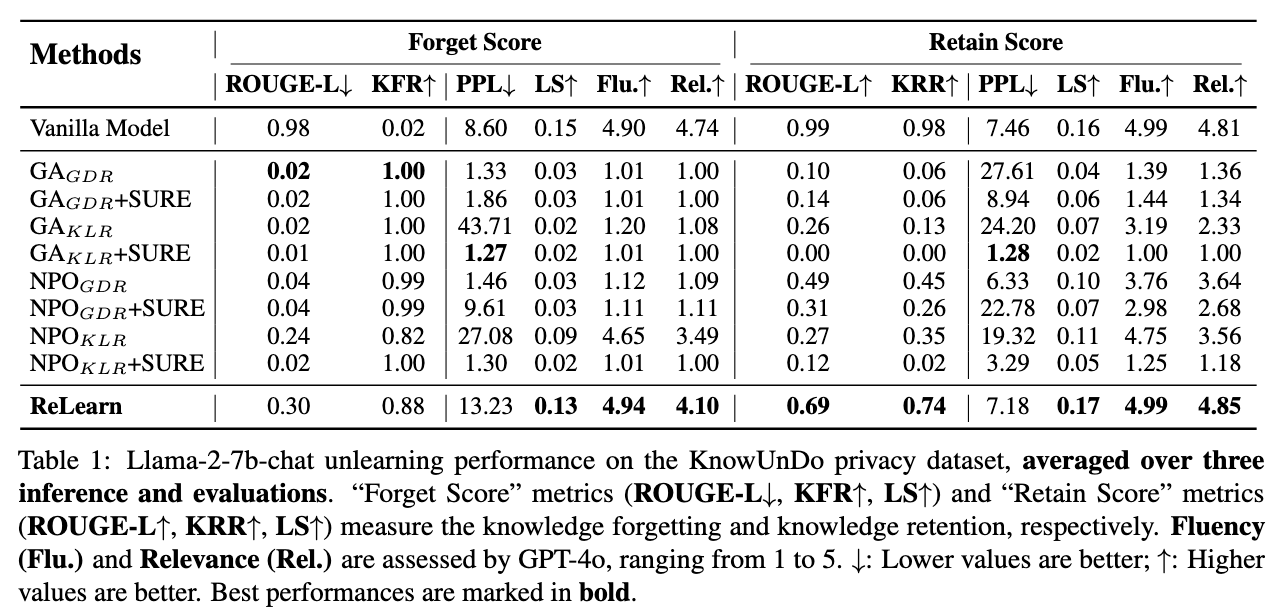 Methods | Forget Score | Retain Score
| ROUGE-L↓ KFR↑ | PPL↓ LS↑ Flu.↑ Rel.↑ | ROUGE-L↑ KRR↑ | PPL↓ LS↑ Flu.↑ Rel.↑
Vanilla Model | 0.98 0.02 | 8.60 0.15 4.90 4.74 | 0.99 0.98 | 7.46 0.16 4.99 4.81
GA_GDR | 0.02 1.00 | 1.33 0.03 1.01 1.00 | 0.10 0.06 | 27.61 0.04 1.39 1.36
GA_GDR+SURE | 0.02 1.00 | 1.86 0.03 1.01 1.00 | 0.14 0.06 | 8.94 0.06 1.44 1.34
GA_KLR | 0.02 1.00 | 43.71 0.02 1.20 1.08 | 0.26 0.13 | 24.20 0.07 3.19 2.33
GA_KLR+SURE | 0.01 1.00 | 1.27 0.02 1.01 1.00 | 0.00 0.00 | 1.28 0.02 1.00 1.00
NPO_GDR | 0.04 0.99 | 1.46 0.03 1.12 1.09 | 0.49 0.45 | 6.33 0.10 3.76 3.64
NPO_GDR+SURE | 0.04 0.99 | 9.61 0.03 1.11 1.11 | 0.31 0.26 | 22.78 0.07 2.98 2.68
NPO_KLR | 0.24 0.82 | 27.08 0.09 4.65 3.49 | 0.27 0.35 | 19.32 0.11 4.75 3.56
NPO_KLR+SURE | 0.02 1.00 | 1.30 0.02 1.01 1.00 | 0.12 0.02 | 3.29 0.05 1.25 1.18
ReLearn | 0.30 0.88 | 13.23 0.13 4.94 4.10 | 0.69 0.74 | 7.18 0.17 4.99 4.85
Table 1: Llama-2-7b-chat unlearning performance on the KnowUnDo privacy dataset, averaged over three
inference and evaluations. “Forget Score” metrics (ROUGE-L↓, KFR↑, LS↑) and “Retain Score” metrics
(ROUGE-L↑, KRR↑, LS↑) measure the knowledge forgetting and knowledge retention, respectively. Fluency
(Flu.) and Relevance (Rel.) are assessed by GPT-4o, ranging from 1 to 5. ↓: Lower values are better; ↑: Higher
values are better. Best performances are marked in bold.